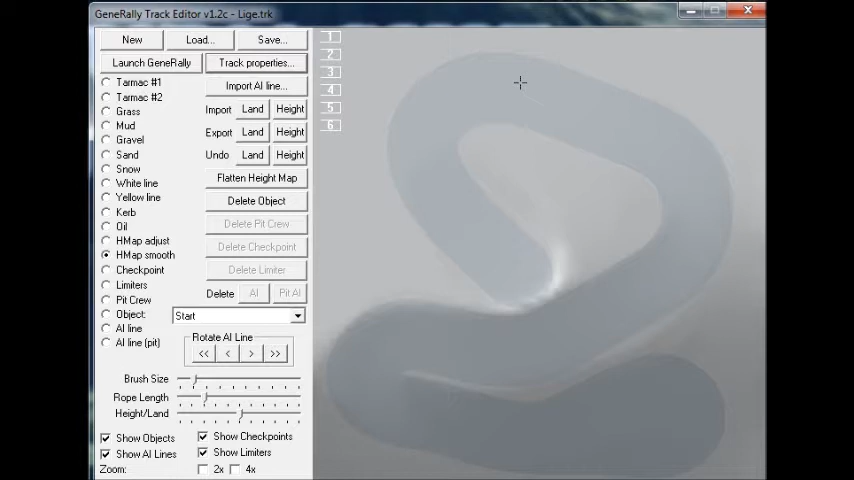 GeneRally Track Editor v1.2c - Lige.trk
New Load... Save...
Launch GeneRally Track properties...
Import AI line...
Import Land Height
Export Land Height
Undo Land Height
Flatten Height Map
Delete Object
Delete Pit Crew
Delete Checkpoint
Delete Limiter
Delete AI Pit AI
Tarmac #1
Tarmac #2
Grass
Mud
Gravel
Sand
Snow
White line
Yellow line
Kerb
Oil
HMap adjust
HMap smooth
Checkpoint
Limiters
Pit Crew
Object: Start
AI line
AI line (pit)
Rotate AI Line
<< < > >>
Brush Size
Rope Length
Height/Land
Show Objects Show Checkpoints
Show AI Lines Show Limiters
Zoom: 2x 4x
1
2
3
4
5
6